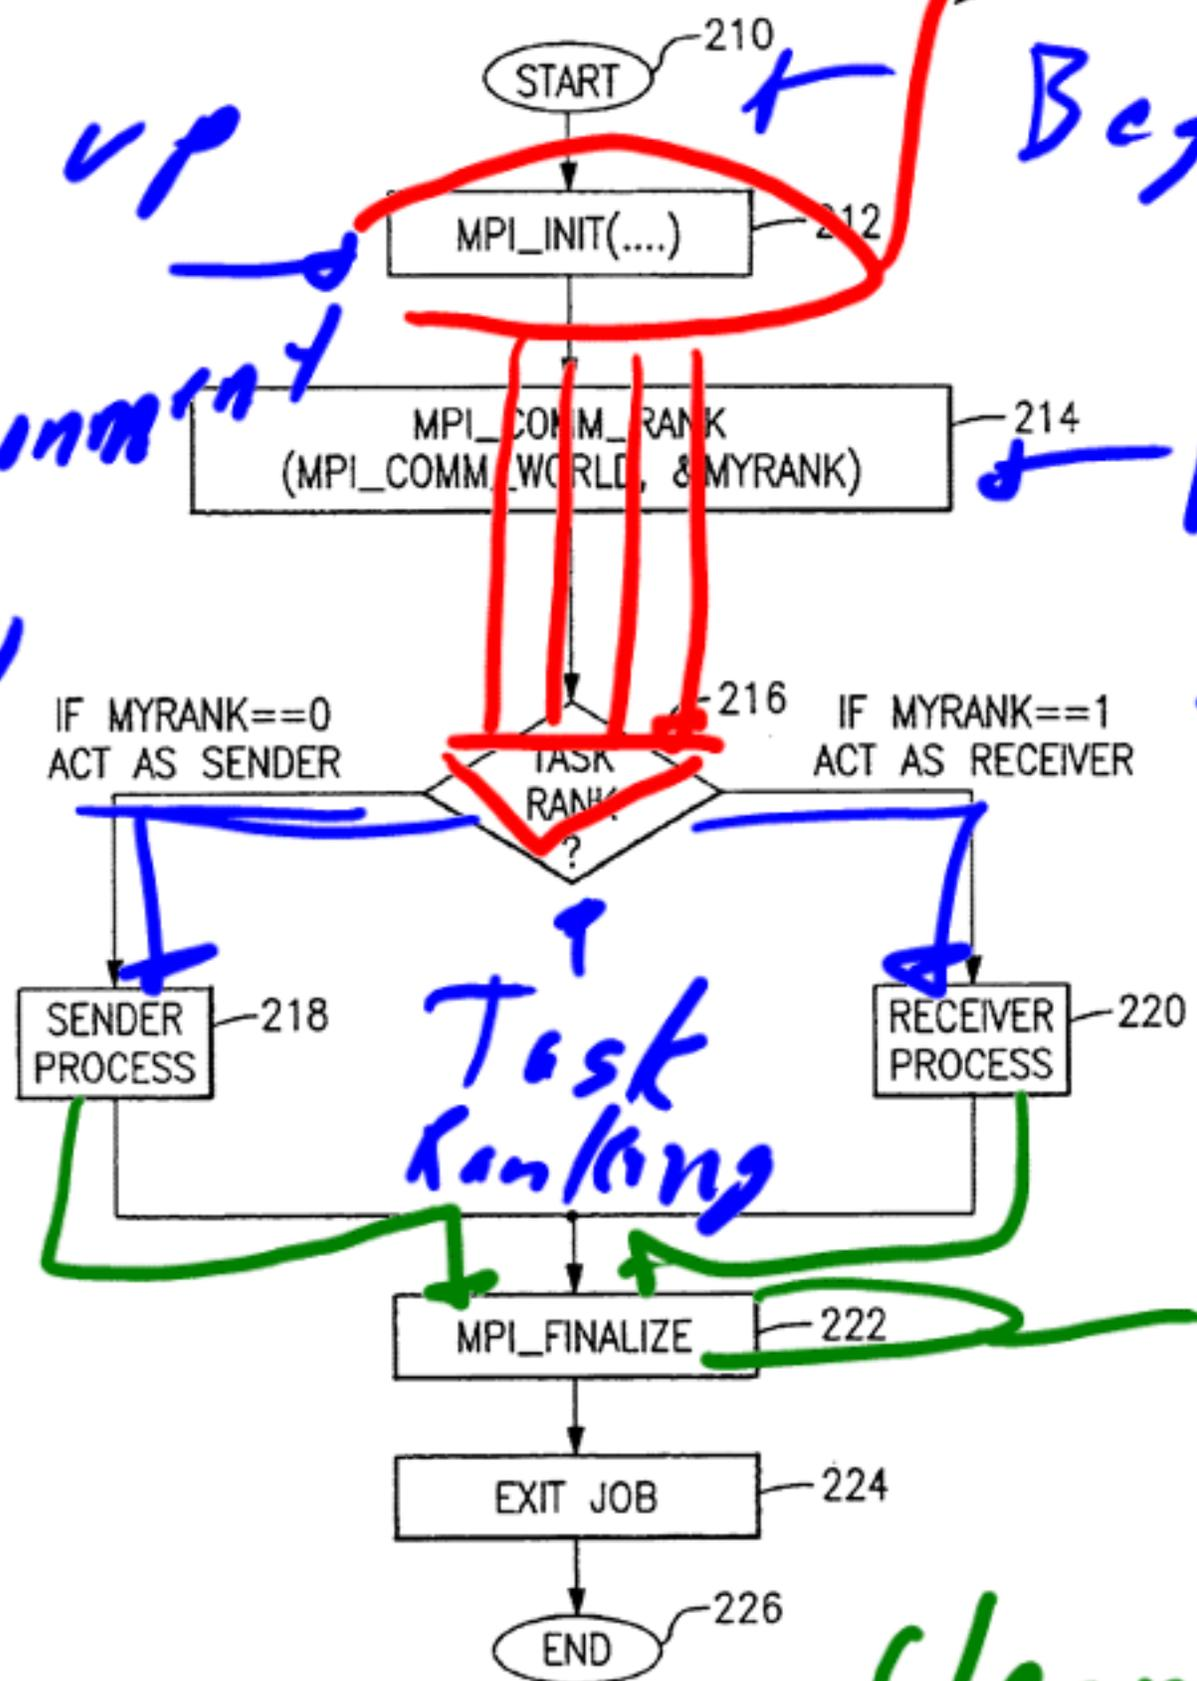 210
START
up
212
MPI_INIT(....)
MPI_COMM_RANK
(MPI_COMM_WORLD, &MYRANK)
214
IF MYRANK==0
ACT AS SENDER
216
TASK
RANK
?
IF MYRANK==1
ACT AS RECEIVER
SENDER
PROCESS
218
RECEIVER
PROCESS
220
Task
Ranking
MPI_FINALIZE
222
EXIT JOB
224
END
226